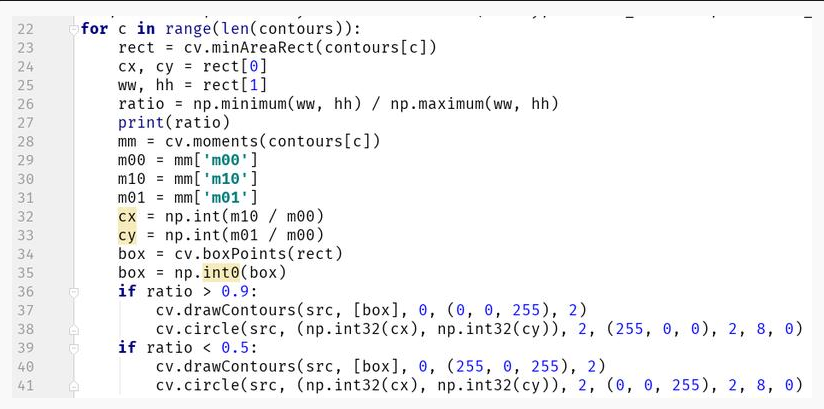 22 for c in range(len(contours)):
23 rect = cv.minAreaRect(contours[c])
24 cx, cy = rect[0]
25 ww, hh = rect[1]
26 ratio = np.minimum(ww, hh) / np.maximum(ww, hh)
27 print(ratio)
28 mm = cv.moments(contours[c])
29 m00 = mm['m00']
30 m10 = mm['m10']
31 m01 = mm['m01']
32 cx = np.int(m10 / m00)
33 cy = np.int(m01 / m00)
34 box = cv.boxPoints(rect)
35 box = np.int0(box)
36 if ratio > 0.9:
37 cv.drawContours(src, [box], 0, (0, 0, 255), 2)
38 cv.circle(src, (np.int32(cx), np.int32(cy)), 2, (255, 0, 0), 2, 8, 0)
39 if ratio < 0.5:
40 cv.drawContours(src, [box], 0, (255, 0, 255), 2)
41 cv.circle(src, (np.int32(cx), np.int32(cy)), 2, (0, 0, 255), 2, 8, 0)